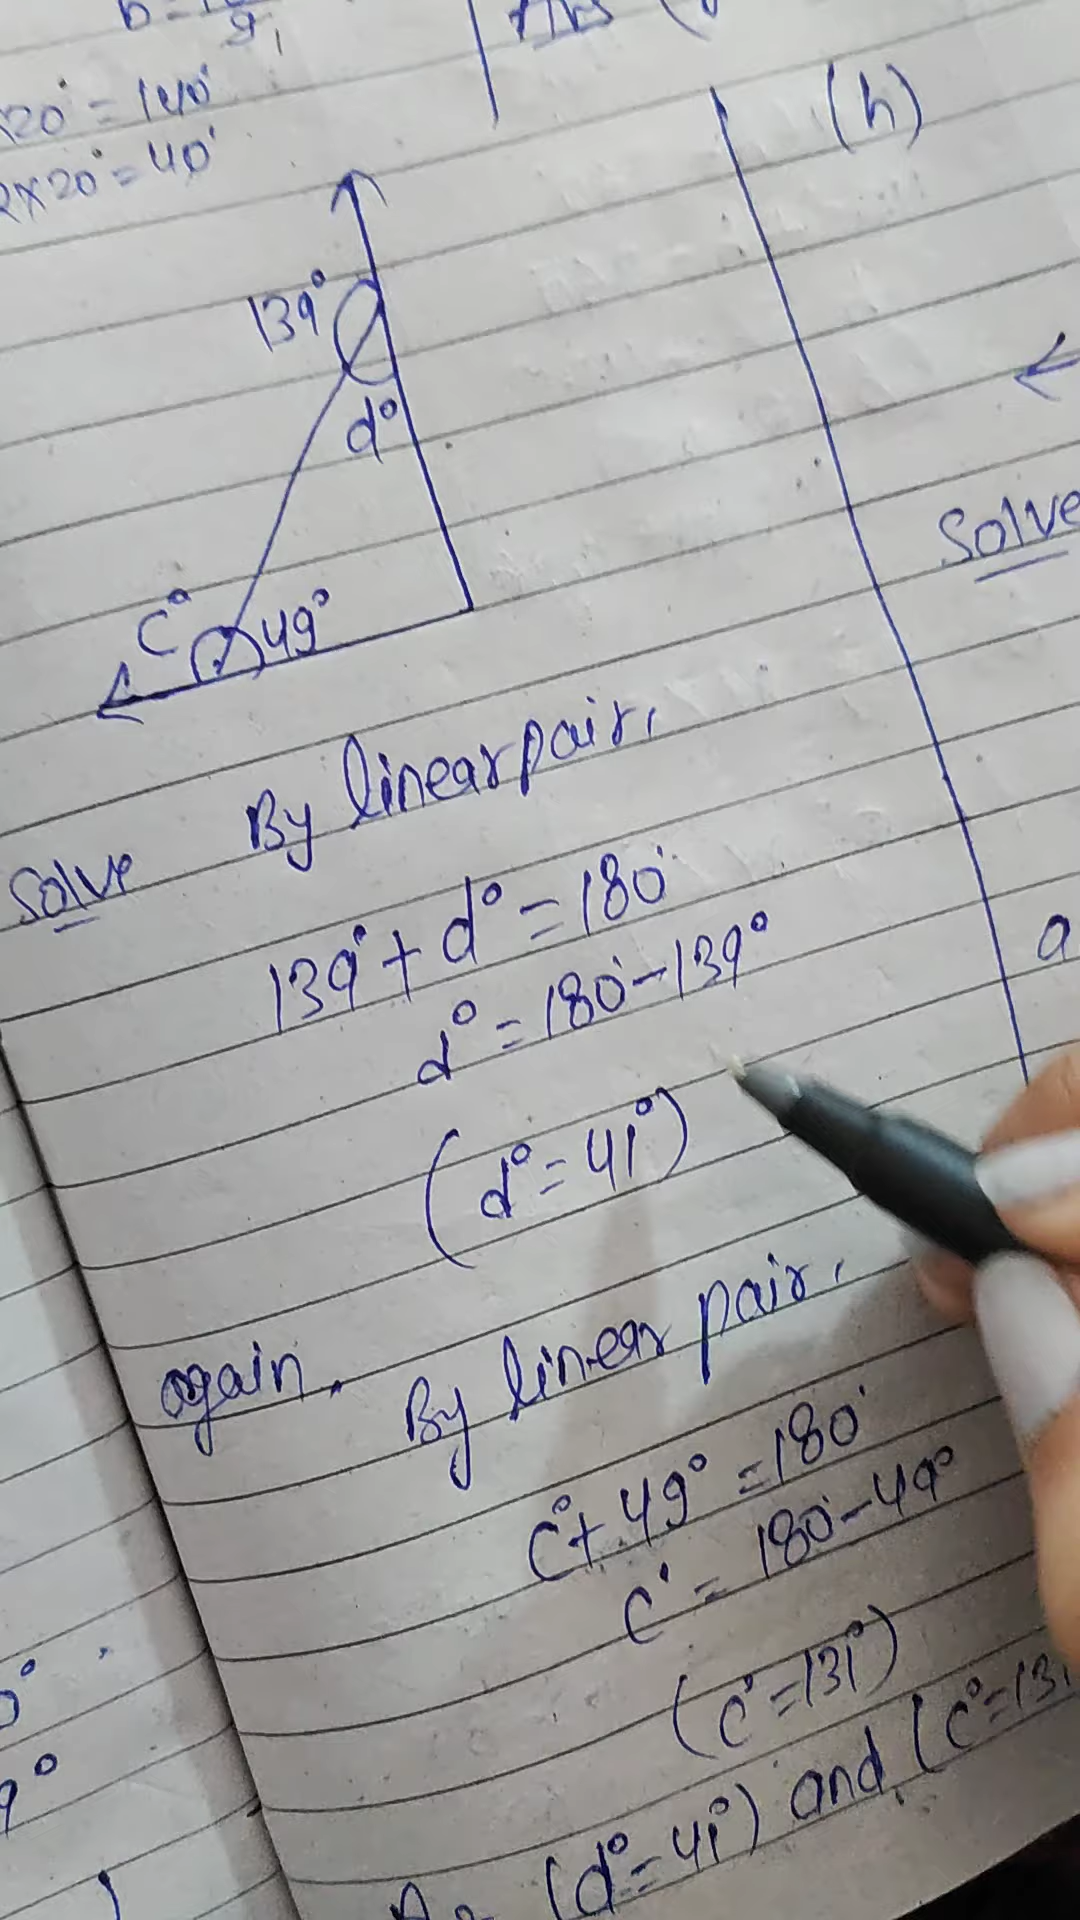 ×20° = 140°
2×20° = 40°
(h)
139°
d°
c° 49°
Solve
Solve By linear pair,
139° + d° = 180°
d° = 180° - 139°
a
(d° = 41°)
again. By linear pair,
c° + 49° = 180°
c° = 180° - 49°
(c° = 131°)
(d° = 41°) and (c° = 131